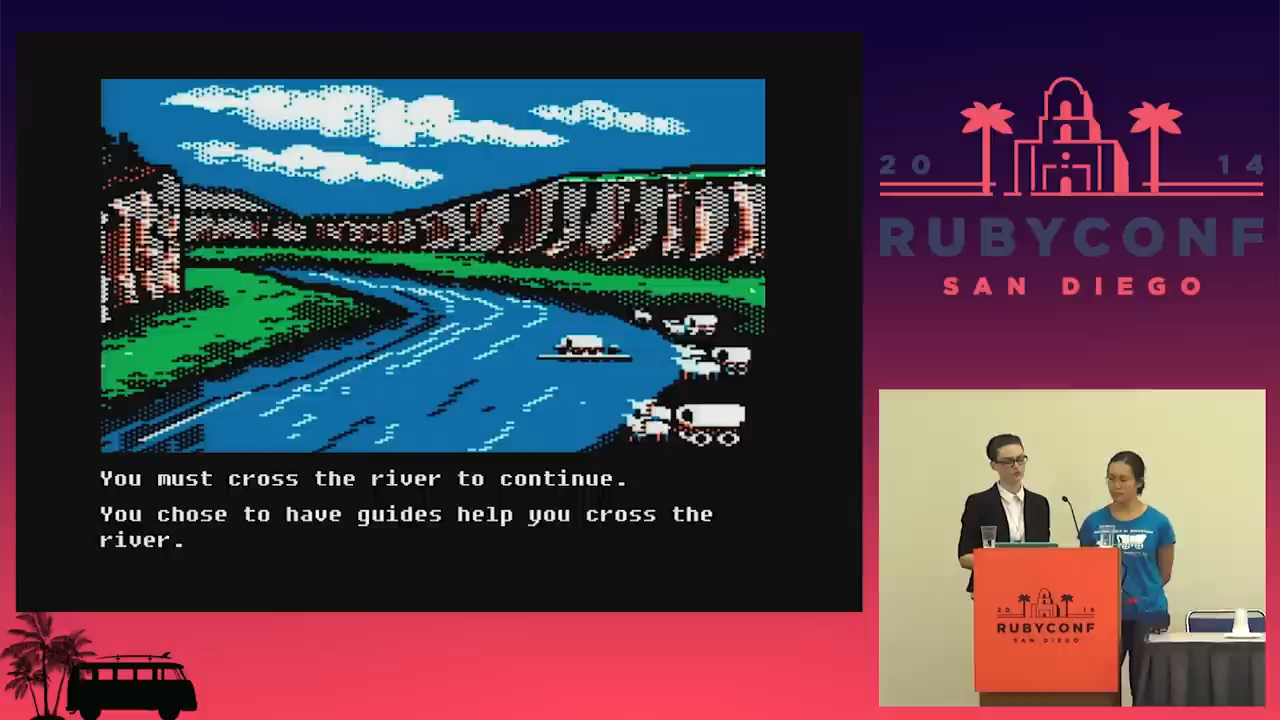 You must cross the river to continue.
You chose to have guides help you cross the
river.
20 14
RUBYCONF
SAN DIEGO
20 14
RUBYCONF
SAN DIEGO